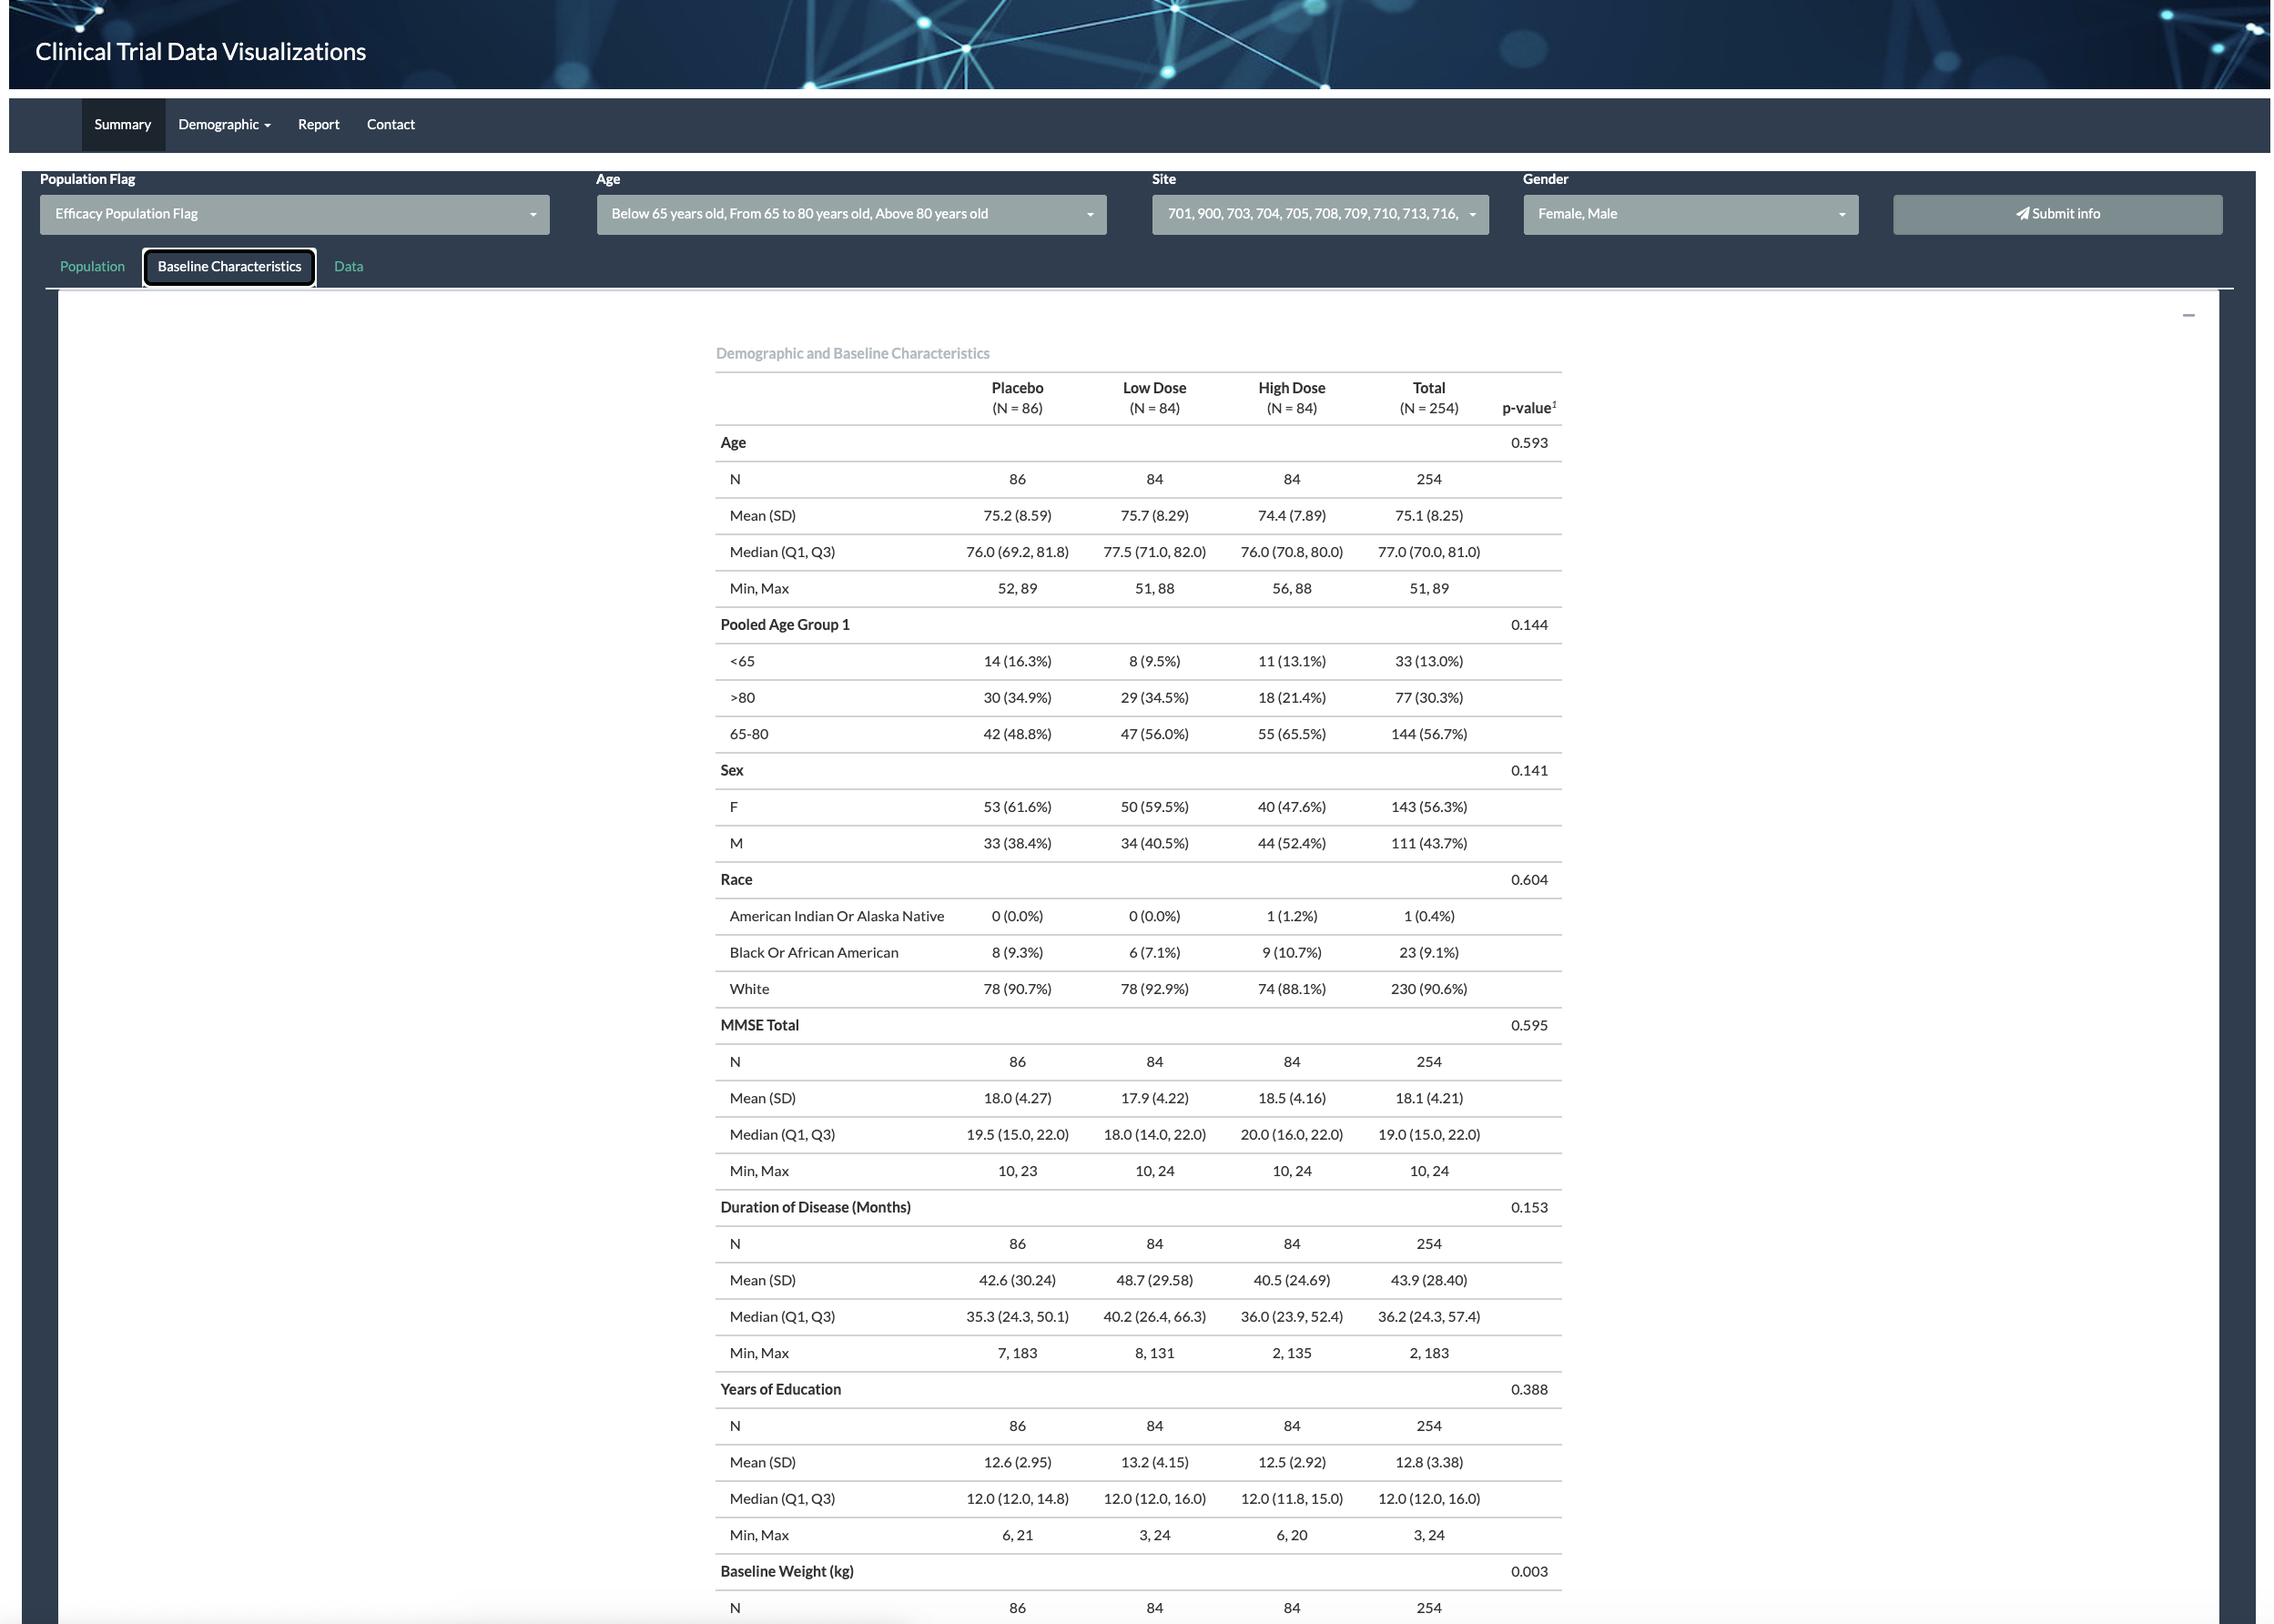 Clinical Trial Data Visualizations
Summary Demographic Report Contact
Population Flag Age Site Gender
Efficacy Population Flag Below 65 years old, From 65 to 80 years old, Above 80 years old 701, 900, 703, 704, 705, 708, 709, 710, 713, 716, Female, Male Submit info
Population Baseline Characteristics Data
Demographic and Baseline Characteristics
Placebo Low Dose High Dose Total
(N = 86) (N = 84) (N = 84) (N = 254) p-value1
Age 0.593
N 86 84 84 254
Mean (SD) 75.2 (8.59) 75.7 (8.29) 74.4 (7.89) 75.1 (8.25)
Median (Q1, Q3) 76.0 (69.2, 81.8) 77.5 (71.0, 82.0) 76.0 (70.8, 80.0) 77.0 (70.0, 81.0)
Min, Max 52, 89 51, 88 56, 88 51, 89
Pooled Age Group 1 0.144
<65 14 (16.3%) 8 (9.5%) 11 (13.1%) 33 (13.0%)
>80 30 (34.9%) 29 (34.5%) 18 (21.4%) 77 (30.3%)
65-80 42 (48.8%) 47 (56.0%) 55 (65.5%) 144 (56.7%)
Sex 0.141
F 53 (61.6%) 50 (59.5%) 40 (47.6%) 143 (56.3%)
M 33 (38.4%) 34 (40.5%) 44 (52.4%) 111 (43.7%)
Race 0.604
American Indian Or Alaska Native 0 (0.0%) 0 (0.0%) 1 (1.2%) 1 (0.4%)
Black Or African American 8 (9.3%) 6 (7.1%) 9 (10.7%) 23 (9.1%)
White 78 (90.7%) 78 (92.9%) 74 (88.1%) 230 (90.6%)
MMSE Total 0.595
N 86 84 84 254
Mean (SD) 18.0 (4.27) 17.9 (4.22) 18.5 (4.16) 18.1 (4.21)
Median (Q1, Q3) 19.5 (15.0, 22.0) 18.0 (14.0, 22.0) 20.0 (16.0, 22.0) 19.0 (15.0, 22.0)
Min, Max 10, 23 10, 24 10, 24 10, 24
Duration of Disease (Months) 0.153
N 86 84 84 254
Mean (SD) 42.6 (30.24) 48.7 (29.58) 40.5 (24.69) 43.9 (28.40)
Median (Q1, Q3) 35.3 (24.3, 50.1) 40.2 (26.4, 66.3) 36.0 (23.9, 52.4) 36.2 (24.3, 57.4)
Min, Max 7, 183 8, 131 2, 135 2, 183
Years of Education 0.388
N 86 84 84 254
Mean (SD) 12.6 (2.95) 13.2 (4.15) 12.5 (2.92) 12.8 (3.38)
Median (Q1, Q3) 12.0 (12.0, 14.8) 12.0 (12.0, 16.0) 12.0 (11.8, 15.0) 12.0 (12.0, 16.0)
Min, Max 6, 21 3, 24 6, 20 3, 24
Baseline Weight (kg) 0.003
N 86 84 84 254